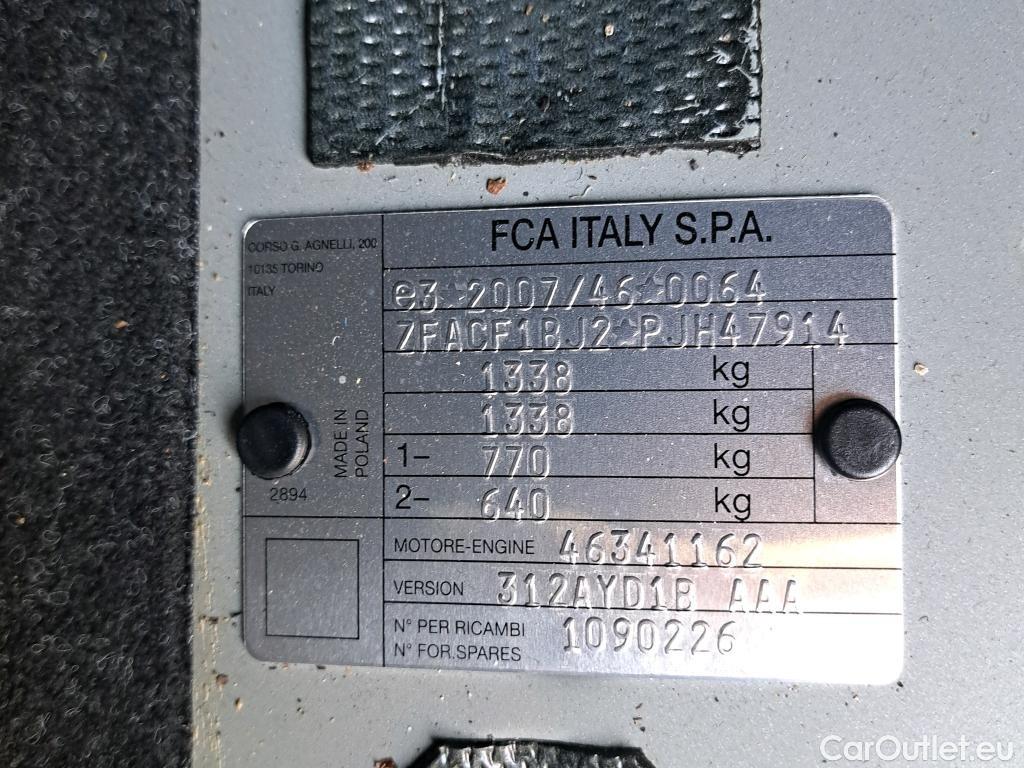 FCA ITALY S.P.A.
CORSO G. AGNELLI, 200
10135 TORINO
ITALY
e3*2007/46*0064
ZFACF1BJ2*PJH47914
1338 kg
1338 kg
1– 770 kg
2– 640 kg
MADE IN
POLAND
2894
MOTORE-ENGINE 46341162
VERSION 312AYD1B AAA
N° PER RICAMBI
N° FOR.SPARES 1090226
CarOutlet.eu